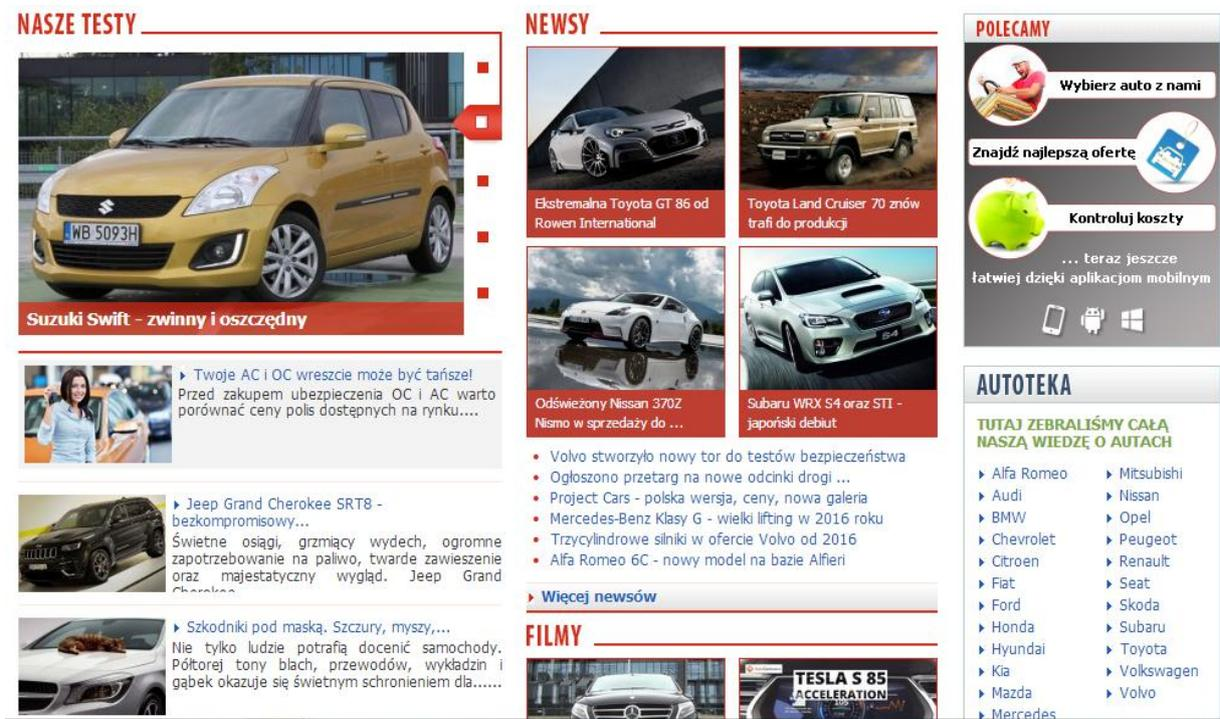 NASZE TESTY
WB 5093H
Suzuki Swift - zwinny i oszczędny
Twoje AC i OC wreszcie może być tańsze!
Przed zakupem ubezpieczenia OC i AC warto
porównać ceny polis dostępnych na rynku....
Jeep Grand Cherokee SRT8 -
bezkompromisowy...
Świetne osiągi, grzmiący wydech, ogromne
zapotrzebowanie na paliwo, twarde zawieszenie
oraz majestatyczny wygląd. Jeep Grand
Cherokee
Szkodniki pod maską. Szczury, myszy,...
Nie tylko ludzie potrafią docenić samochody.
Półtorej tony blach, przewodów, wykładzin i
gąbek okazuje się świetnym schronieniem dla......
NEWSY
Ekstremalna Toyota GT 86 od
Rowen International
Toyota Land Cruiser 70 znów
trafi do produkcji
Odświeżony Nissan 370Z
Nismo w sprzedaży do ...
S4
Subaru WRX S4 oraz STI -
japoński debiut
Volvo stworzyło nowy tor do testów bezpieczeństwa
Ogłoszono przetarg na nowe odcinki drogi ...
Project Cars - polska wersja, ceny, nowa galeria
Mercedes-Benz Klasy G - wielki lifting w 2016 roku
Trzycylindrowe silniki w ofercie Volvo od 2016
Alfa Romeo 6C - nowy model na bazie Alfieri
Więcej newsów
FILMY
TESLA S 85
ACCELERATION
POLECAMY
Wybierz auto z nami
Znajdź najlepszą ofertę
Kontroluj koszty
... teraz jeszcze
łatwiej dzięki aplikacjom mobilnym
AUTOTEKA
TUTAJ ZEBRALIŚMY CAŁĄ
NASZĄ WIEDZĘ O AUTACH
Alfa Romeo
Audi
BMW
Chevrolet
Citroen
Fiat
Ford
Honda
Hyundai
Kia
Mazda
Mercedes
Mitsubishi
Nissan
Opel
Peugeot
Renault
Seat
Skoda
Subaru
Toyota
Volkswagen
Volvo